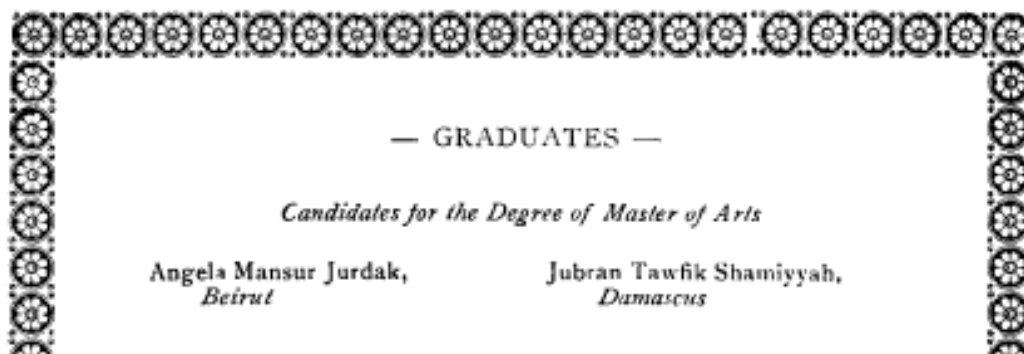 — GRADUATES —
Candidates for the Degree of Master of Arts
Angela Mansur Jurdak,
Beirut
Jubran Tawfik Shamiyyah,
Damascus